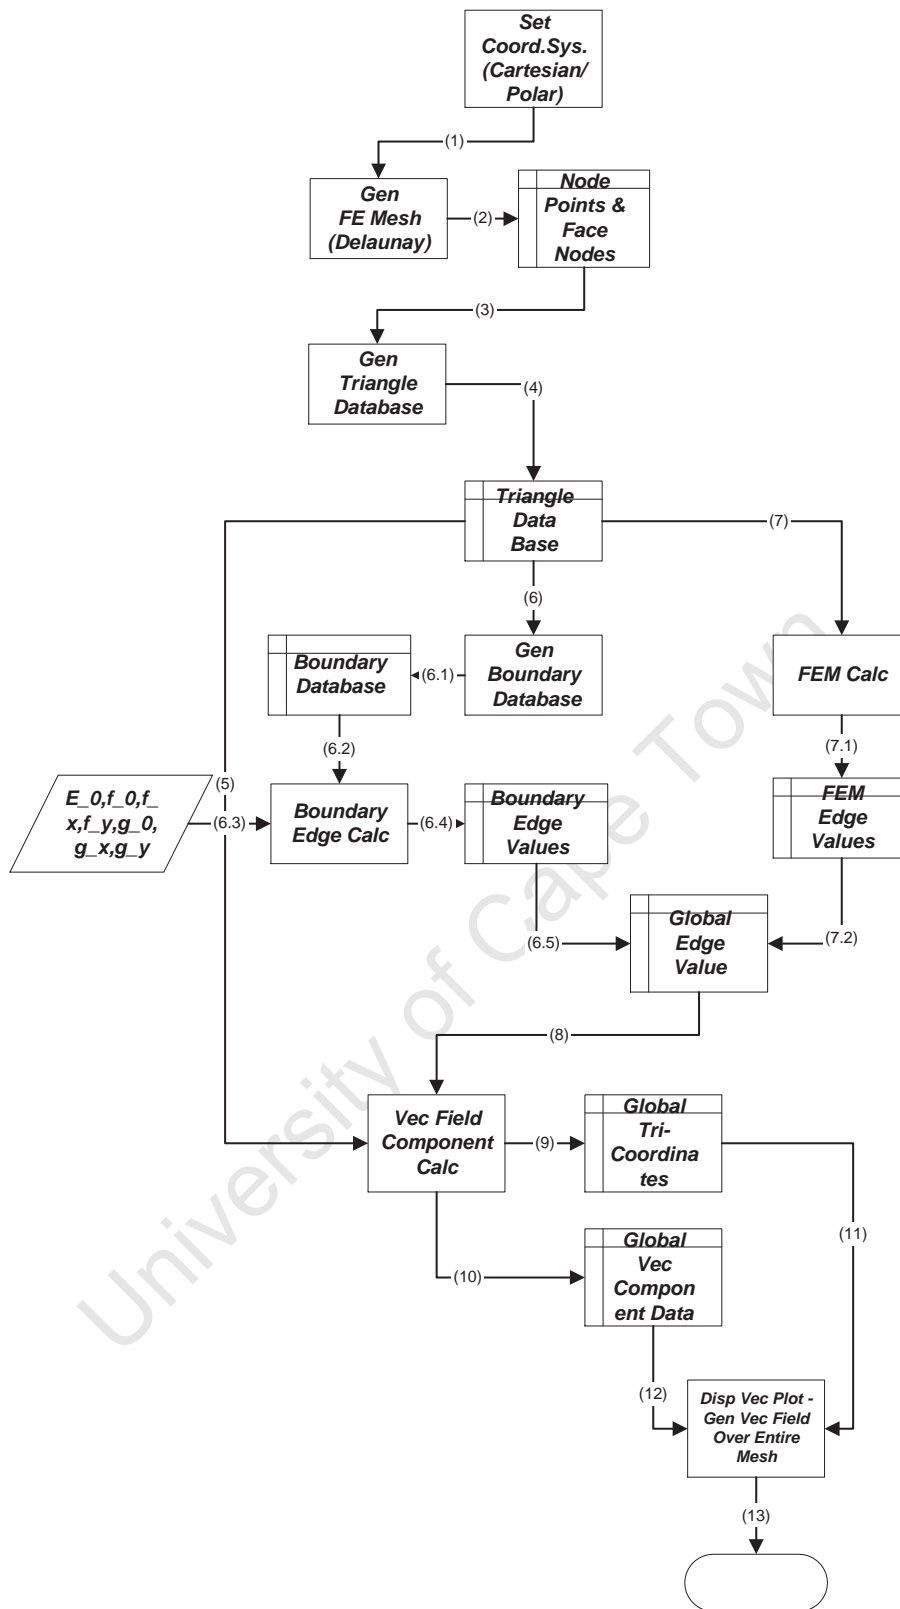 Set
Coord.Sys.
(Cartesian/
Polar)
(1)
Gen
FE Mesh
(Delaunay)
(2)
Node
Points &
Face
Nodes
(3)
Gen
Triangle
Database
(4)
Triangle
Data
Base
(7)
(6)
Boundary
Database
(6.1)
Gen
Boundary
Database
FEM Calc
(6.2)
(7.1)
(5)
E_0,f_0,f_
x,f_y,g_0,
g_x,g_y
(6.3)
Boundary
Edge Calc
(6.4)
Boundary
Edge
Values
FEM
Edge
Values
(6.5)
Global
Edge
Value
(7.2)
(8)
Vec Field
Component
Calc
(9)
Global
Tri-
Coordina
tes
(11)
(10)
Global
Vec
Compon
ent Data
(12)
Disp Vec Plot -
Gen Vec Field
Over Entire
Mesh
(13)
University of Cape Town